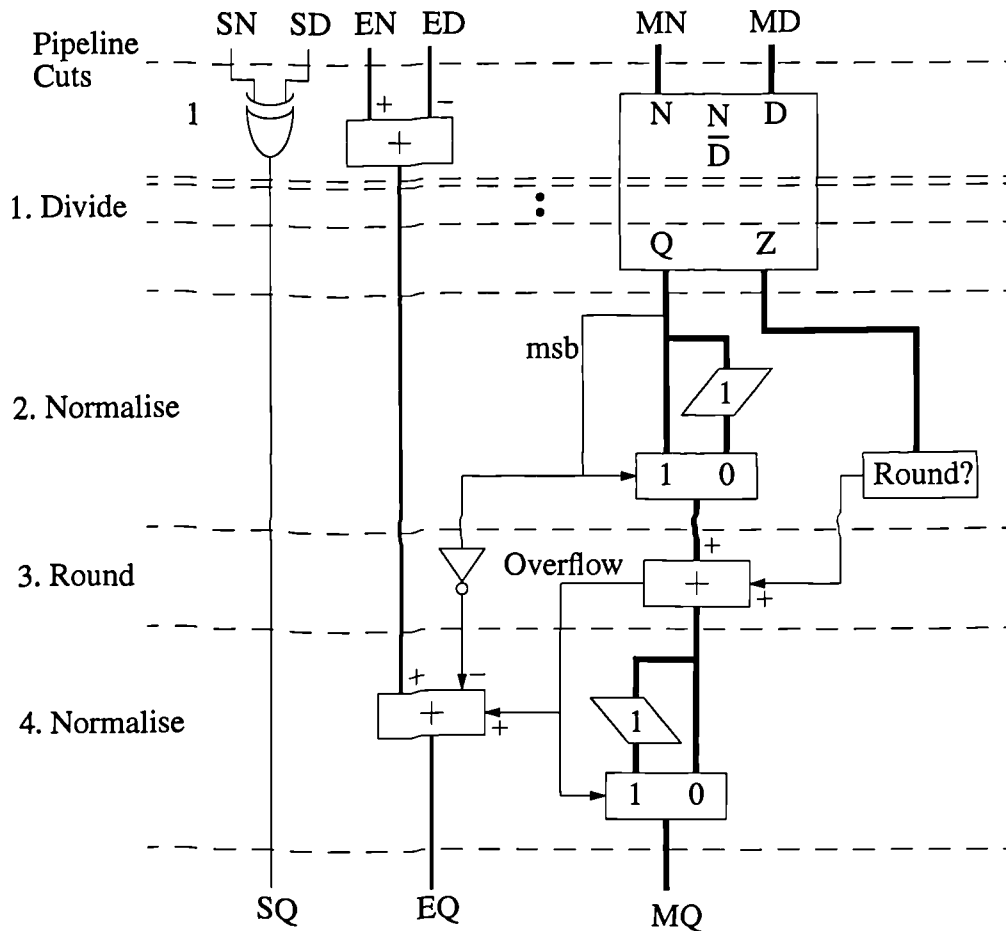 SN SD EN ED MN MD
Pipeline
Cuts
1
+ −
+
N N D
D
1. Divide
Q Z
msb
1
2. Normalise
1 0
Round?
+
3. Round
Overflow
+
+
+ −
4. Normalise
+
+
1
1 0
SQ EQ MQ